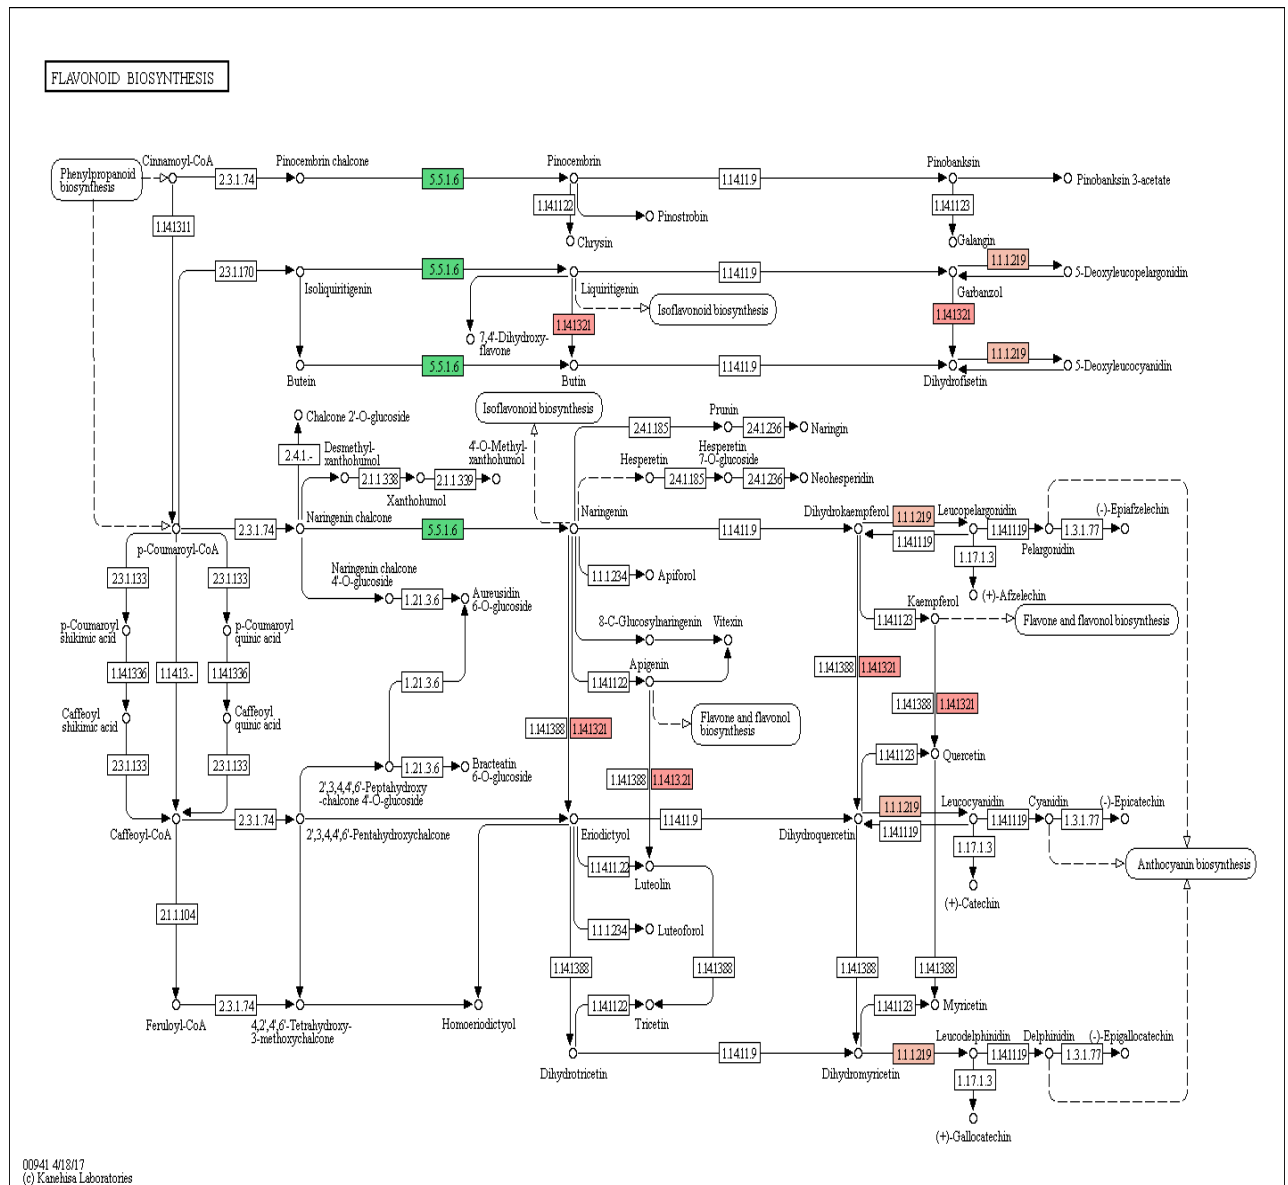 FLAVONOID BIOSYNTHESIS
Phenylpropanoid
biosynthesis
Cinnamoyl-CoA
2.3.1.74
Pinocembrin chalcone
5.5.1.6
Pinocembrin
1.14.11.9
Pinobanksin
Pinobanksin 3-acetate
1.14.13.11
1.14.11.22
Pinostrobin
Chrysin
1.14.11.23
Galangin
2.3.1.170
Isoliquiritigenin
5.5.1.6
Liquiritigenin
1.14.11.9
Garbanzol
1.1.1.219
5-Deoxyleucopelargonidin
Isoflavonoid biosynthesis
7,4'-Dihydroxy-
flavone
1.14.13.21
1.14.13.21
Butein
5.5.1.6
Butin
1.14.11.9
Dihydrofisetin
1.1.1.219
5-Deoxyleucocyanidin
Chalcone 2'-O-glucoside
2.4.1.-
Isoflavonoid biosynthesis
Prunin
2.4.1.185
2.4.1.236
Naringin
Desmethyl-
xanthohumol
2.1.1.338
Xanthohumol
2.1.1.339
4'-O-Methyl-
xanthohumol
Hesperetin
2.4.1.185
Hesperetin
7-O-glucoside
2.4.1.236
Neohesperidin
p-Coumaroyl-CoA
2.3.1.74
Naringenin chalcone
5.5.1.6
Naringenin
1.14.11.9
Dihydrokaempferol
1.1.1.219
1.14.11.19
Leucopelargonidin
1.14.11.19
Pelargonidin
1.3.1.77
(-)-Epiafzelechin
1.17.1.3
(+)-Afzelechin
2.3.1.133
2.3.1.133
Naringenin chalcone
4'-O-glucoside
1.21.3.6
Aureusidin
6-O-glucoside
1.1.1.234
Apiforol
p-Coumaroyl
shikimic acid
p-Coumaroyl
quinic acid
8-C-Glucosylnaringenin
Vitexin
1.14.11.23
Kaempferol
Flavone and flavonol biosynthesis
1.14.13.36
1.14.13.-
1.14.13.36
1.21.3.6
1.14.11.22
Apigenin
1.14.13.88
1.14.13.21
Caffeoyl
shikimic acid
Caffeoyl
quinic acid
1.14.13.88
1.14.13.21
Flavone and flavonol
biosynthesis
1.14.13.88
1.14.13.21
2.3.1.133
2.3.1.133
1.21.3.6
Bracteatin
6-O-glucoside
2',3,4,4',6'-Peptahydroxy
-chalcone 4'-O-glucoside
1.14.13.88
1.14.13.21
1.14.11.23
Quercetin
Caffeoyl-CoA
2.3.1.74
2',3,4,4',6'-Pentahydroxychalcone
Eriodictyol
1.14.11.9
Dihydroquercetin
1.1.1.219
1.14.11.19
Leucocyanidin
1.14.11.19
Cyanidin
1.3.1.77
(-)-Epicatechin
1.17.1.3
(+)-Catechin
Anthocyanin biosynthesis
1.14.11.22
Luteolin
2.1.1.104
1.1.1.234
Luteoforol
1.14.13.88
1.14.13.88
1.14.13.88
1.14.13.88
Feruloyl-CoA
2.3.1.74
4,2',4',6'-Tetrahydroxy-
3-methoxychalcone
Homoeriodictyol
1.14.11.22
Tricetin
1.14.11.23
Myricetin
Dihydrotricetin
1.14.11.9
Dihydromyricetin
1.1.1.219
Leucodelphinidin
1.14.11.19
Delphinidin
1.3.1.77
(-)-Epigallocatechin
1.17.1.3
(+)-Gallocatechin
00941 4/18/17
(c) Kanehisa Laboratories